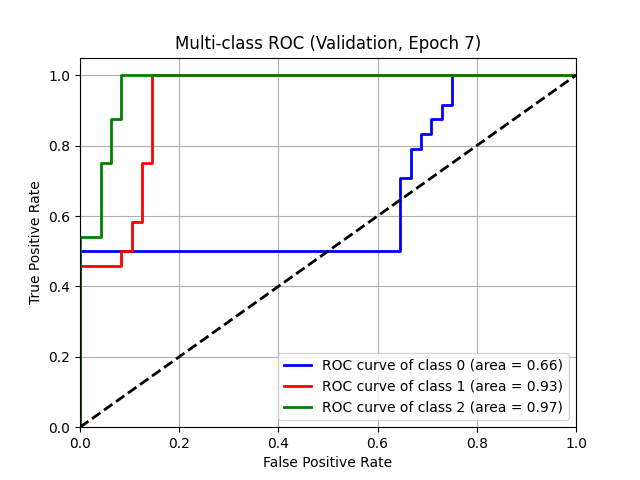 Multi-class ROC (Validation, Epoch 7)
True Positive Rate
1.0
0.8
0.6
0.4
0.2
0.0
ROC curve of class 0 (area = 0.66)
ROC curve of class 1 (area = 0.93)
ROC curve of class 2 (area = 0.97)
0.0 0.2 0.4 0.6 0.8 1.0
False Positive Rate